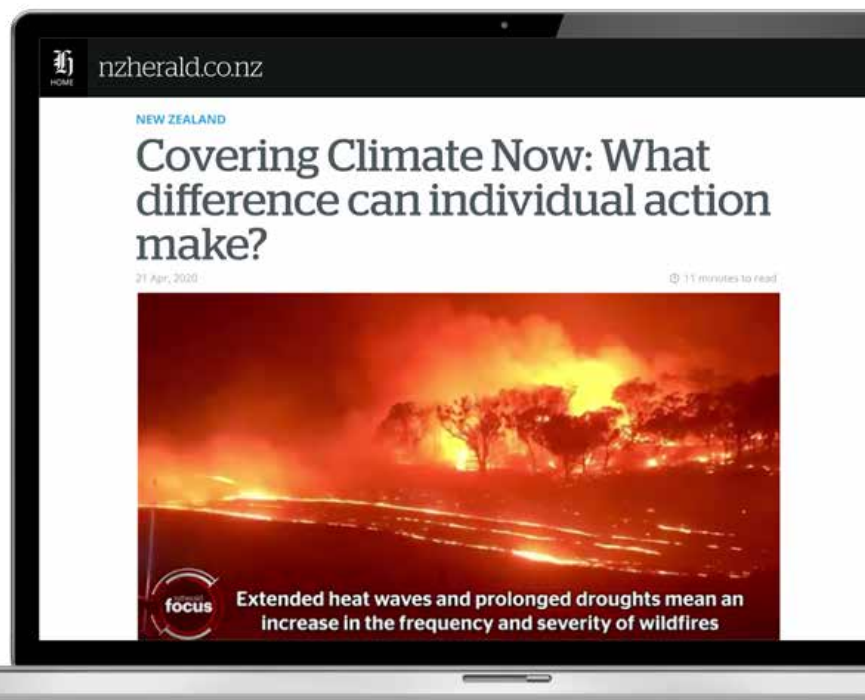 H
HOME
nzherald.co.nz
NEW ZEALAND
Covering Climate Now: What
difference can individual action
make?
21 Apr, 2020
11 minutes to read
nzherald
focus
Extended heat waves and prolonged droughts mean an
increase in the frequency and severity of wildfires